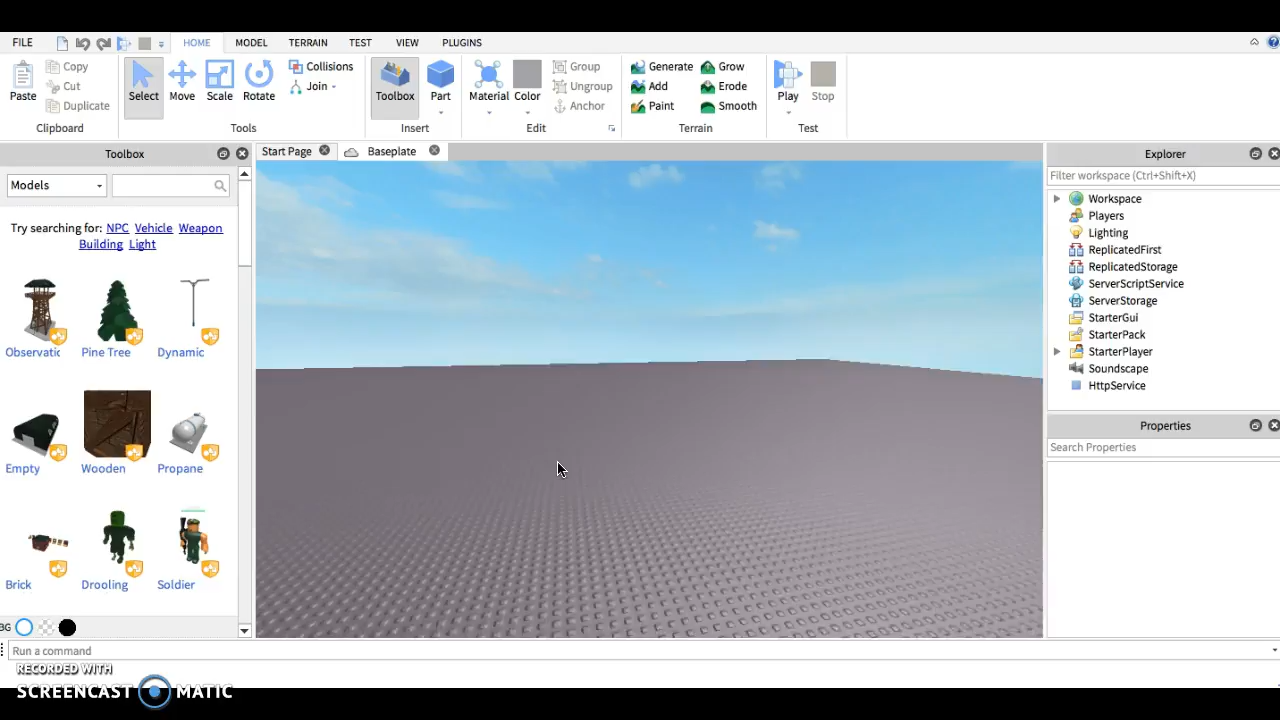 FILE HOME MODEL TERRAIN TEST VIEW PLUGINS
Paste Copy Cut Duplicate
Clipboard
Select Move Scale Rotate Collisions Join
Tools
Toolbox Part
Insert
Material Color Group Ungroup Anchor
Edit
Generate Grow
Add Erode
Paint Smooth
Terrain
Play Stop
Test
Toolbox
Models
Try searching for: NPC Vehicle Weapon
Building Light
Observatic Pine Tree Dynamic
Empty Wooden Propane
Brick Drooling Soldier
BG
Start Page Baseplate
Explorer
Filter workspace (Ctrl+Shift+X)
Workspace
Players
Lighting
ReplicatedFirst
ReplicatedStorage
ServerScriptService
ServerStorage
StarterGui
StarterPack
StarterPlayer
Soundscape
HttpService
Properties
Search Properties
Run a command
RECORDED WITH
SCREENCAST MATIC